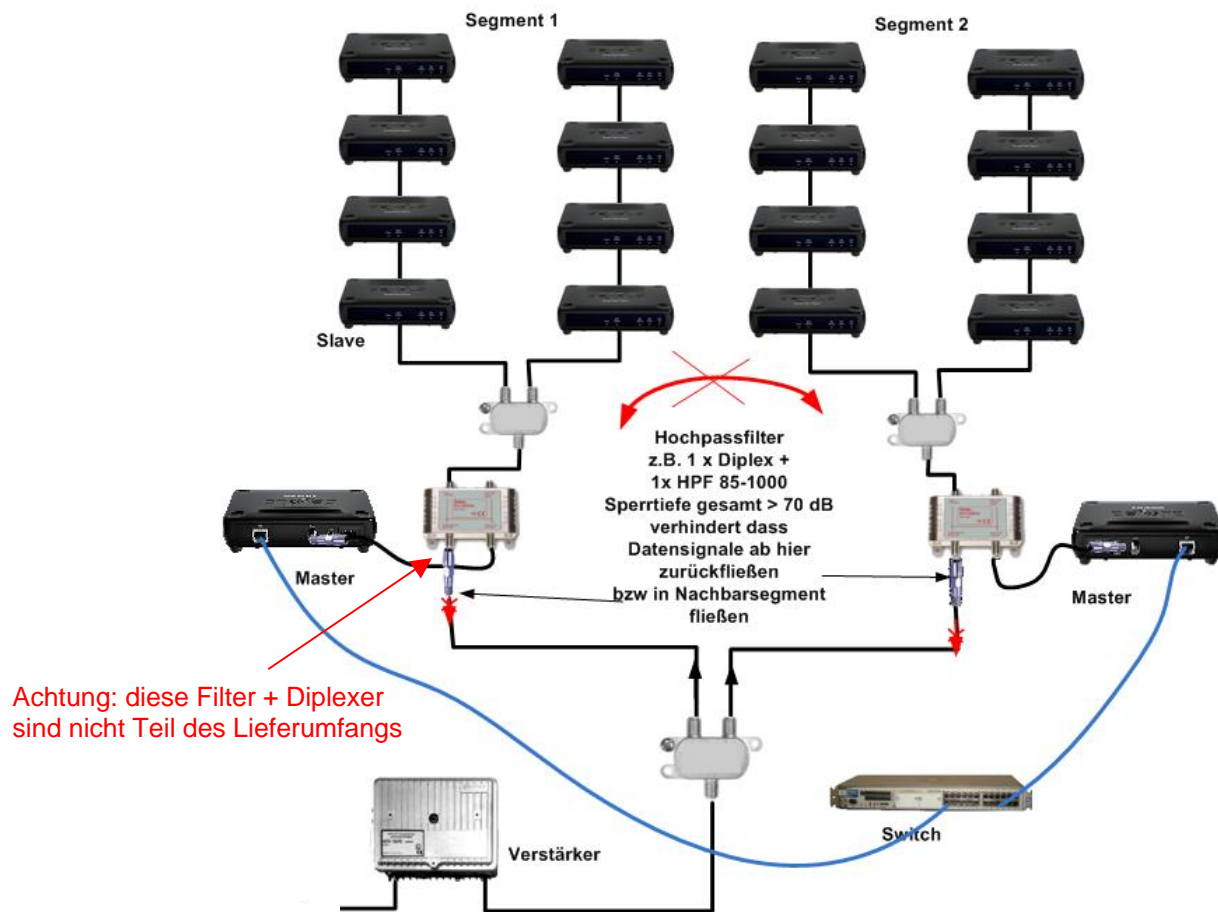 Segment 1
Segment 2
Slave
Hochpassfilter
z.B. 1 x Diplex +
1x HPF 85-1000
Sperrtiefe gesamt > 70 dB
verhindert dass
Datensignale ab hier
zurückfließen
bzw in Nachbarsegment
fließen
Master
Master
Achtung: diese Filter + Diplexer
sind nicht Teil des Lieferumfangs
Switch
Verstärker